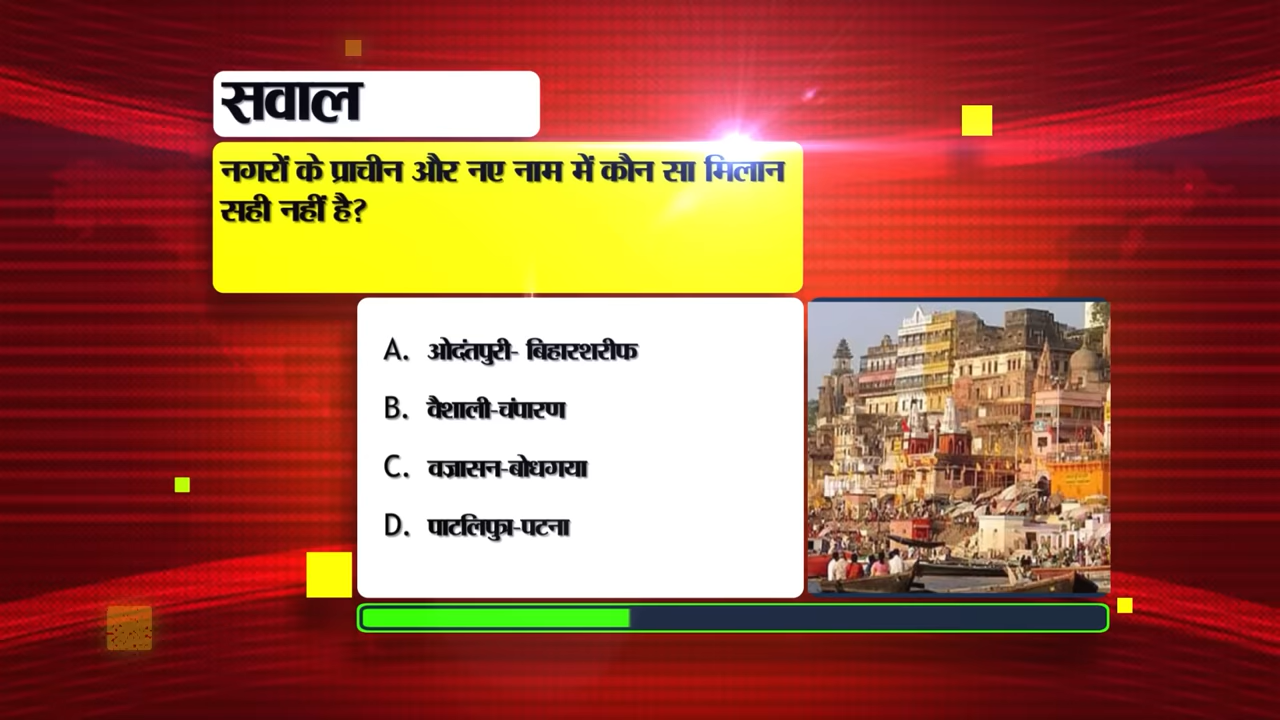 सवाल
नगरों के प्राचीन और नए नाम में कौन सा मिलान
सही नहीं है?
A. ओदंतपुरी- बिहारशरीफ
B. वैशाली-चंपारण
C. वज्रासन-बोधगया
D. पाटलिपुत्र-पटना